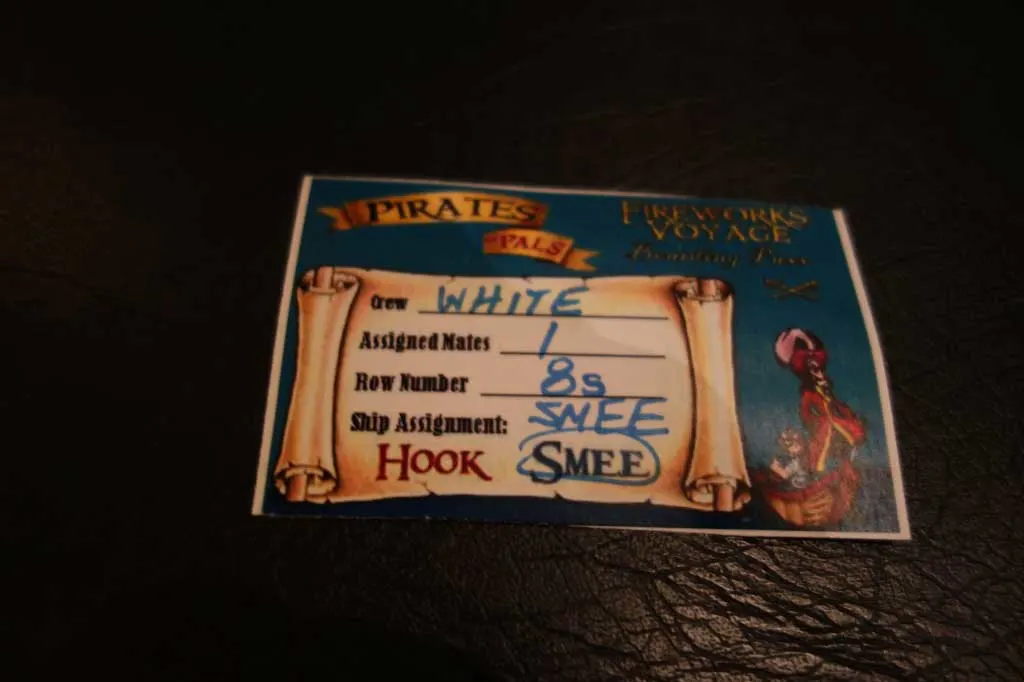 PIRATES
AND PALS
FIREWORKS
VOYAGE
Boarding Pass
Crew WHITE
Assigned Mates 1
Row Number 8s
Ship Assignment: SMEE
HOOK SMEE